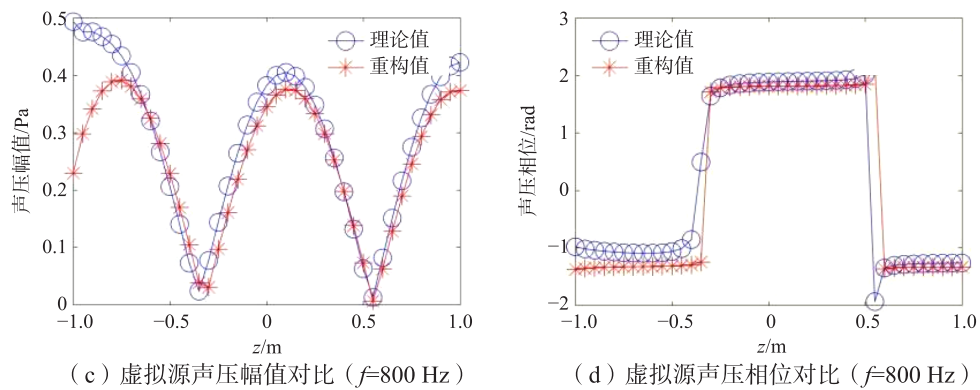 0.5
0.4
0.3
0.2
0.1
0
声压幅值/Pa
理论值
重构值
−1.0 −0.5 0 0.5 1.0
z/m
(c)虚拟源声压幅值对比(f=800 Hz)
3
2
1
0
−1
−2
声压相位/rad
理论值
重构值
−1.0 −0.5 0 0.5 1.0
z/m
(d)虚拟源声压相位对比(f=800 Hz)